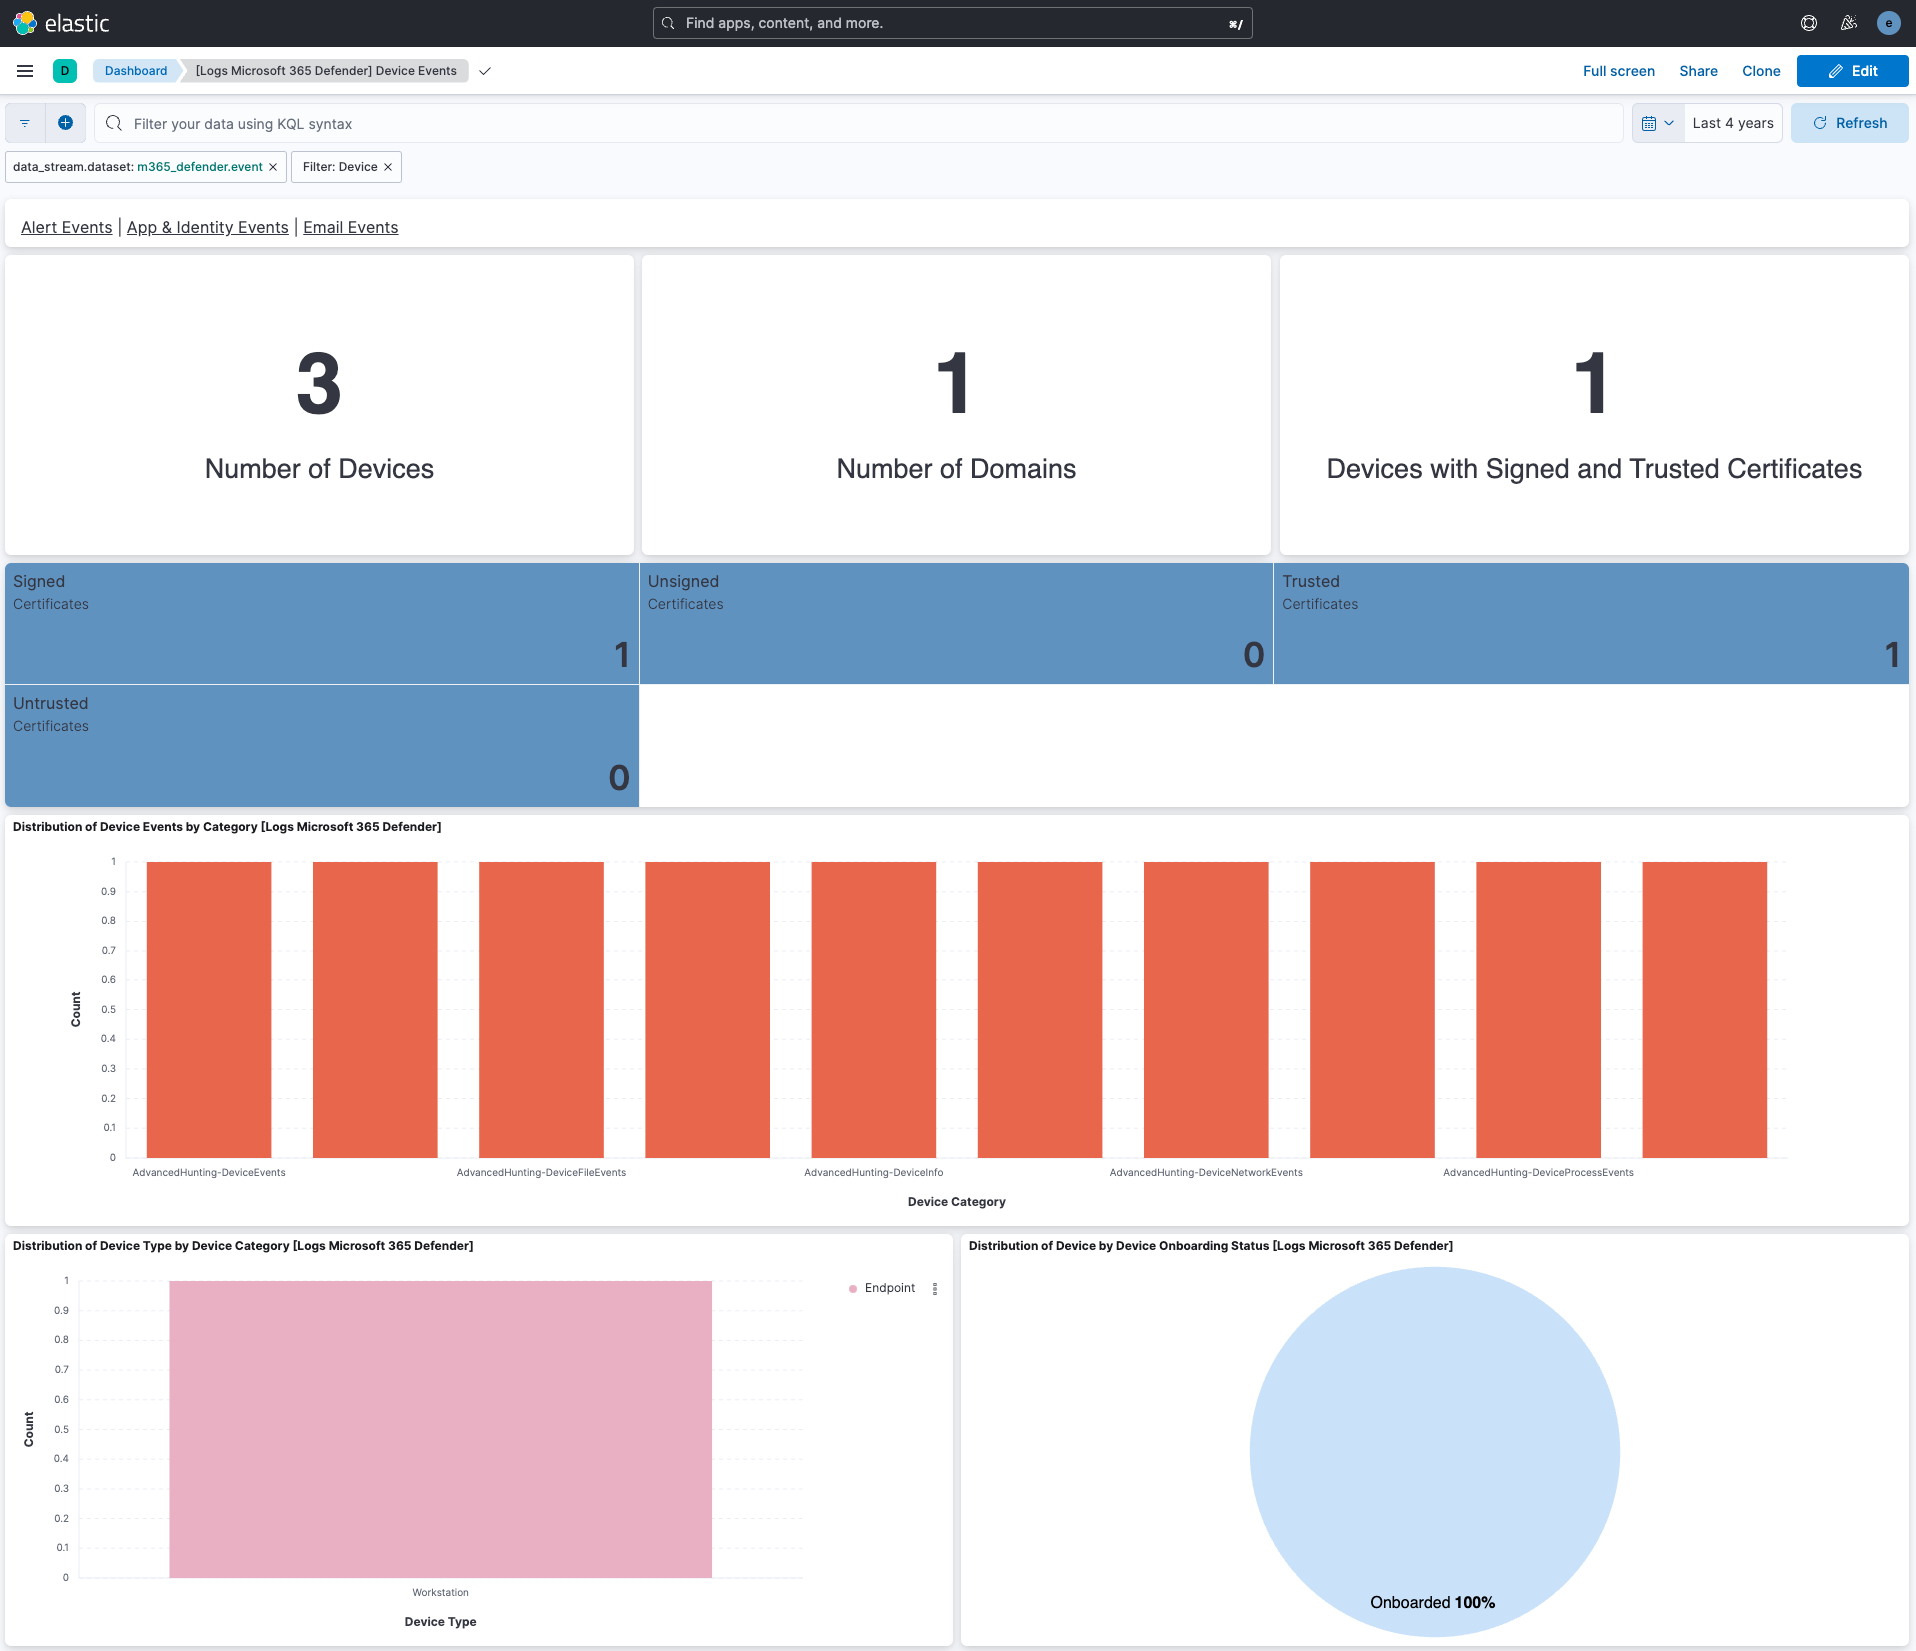 elastic
Find apps, content, and more.
⌘/
e
D
Dashboard
[Logs Microsoft 365 Defender] Device Events
Full screen
Share
Clone
Edit
Filter your data using KQL syntax
Last 4 years
Refresh
data_stream.dataset: m365_defender.event
Filter: Device
Alert Events | App & Identity Events | Email Events
3
Number of Devices
1
Number of Domains
1
Devices with Signed and Trusted Certificates
Signed
Certificates
1
Unsigned
Certificates
0
Trusted
Certificates
1
Untrusted
Certificates
0
Distribution of Device Events by Category [Logs Microsoft 365 Defender]
1
0.9
0.8
0.7
0.6
0.5
0.4
0.3
0.2
0.1
0
Count
AdvancedHunting-DeviceEvents
AdvancedHunting-DeviceFileEvents
AdvancedHunting-DeviceInfo
AdvancedHunting-DeviceNetworkEvents
AdvancedHunting-DeviceProcessEvents
Device Category
Distribution of Device Type by Device Category [Logs Microsoft 365 Defender]
1
0.9
0.8
0.7
0.6
0.5
0.4
0.3
0.2
0.1
0
Count
Workstation
Device Type
Endpoint
Distribution of Device by Device Onboarding Status [Logs Microsoft 365 Defender]
Onboarded 100%